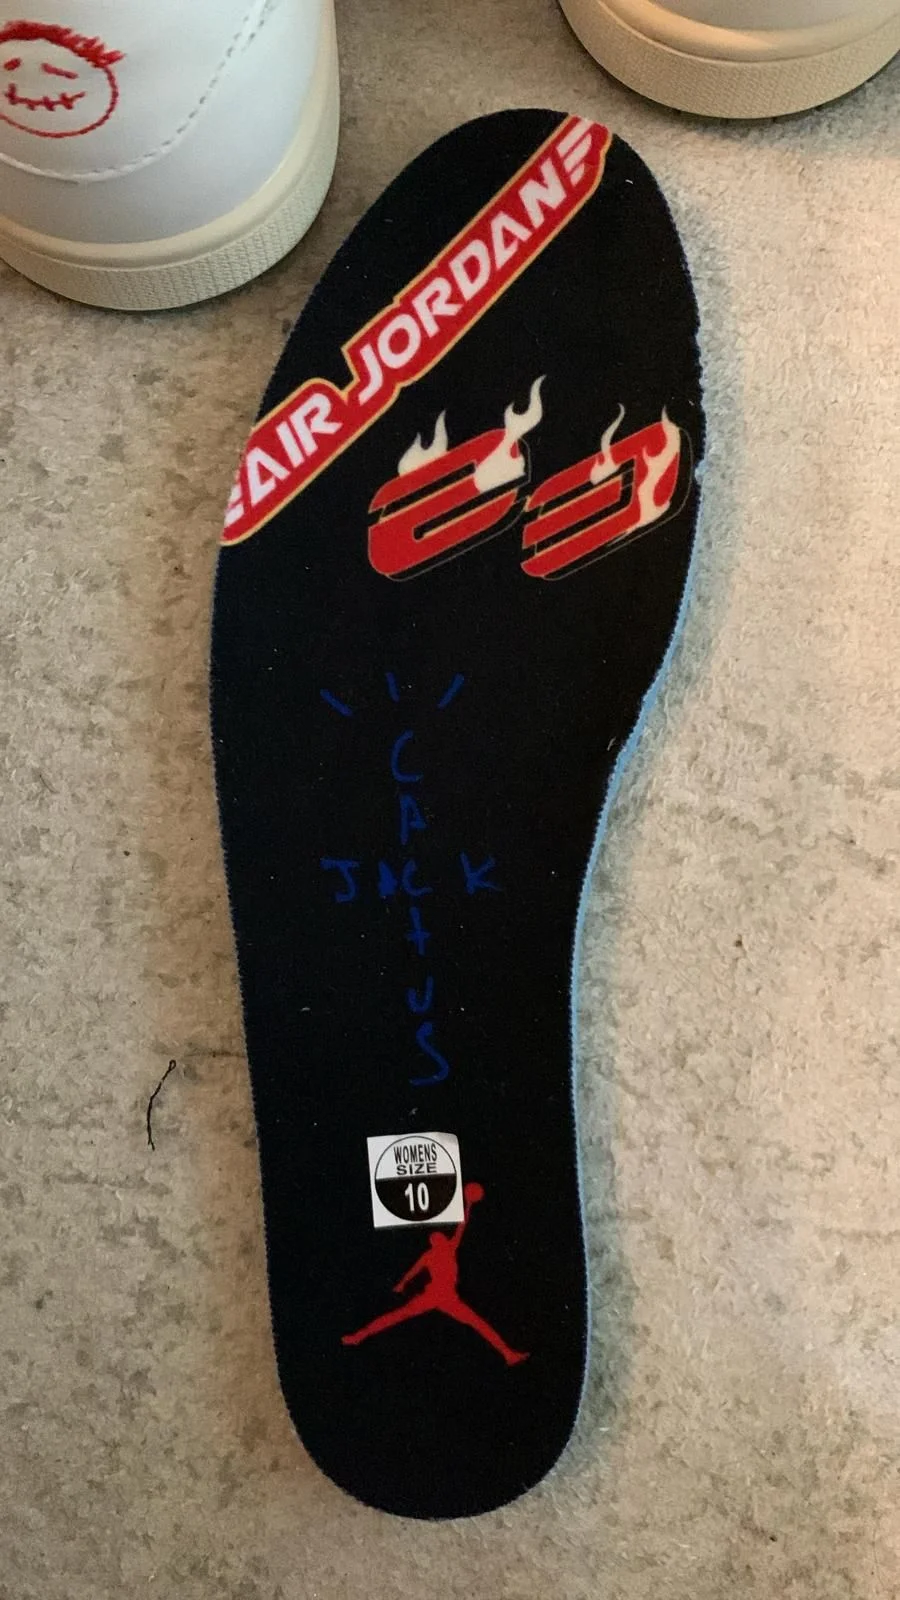 AIR JORDAN
23
CACTUS
JACK
WOMENS
SIZE
10